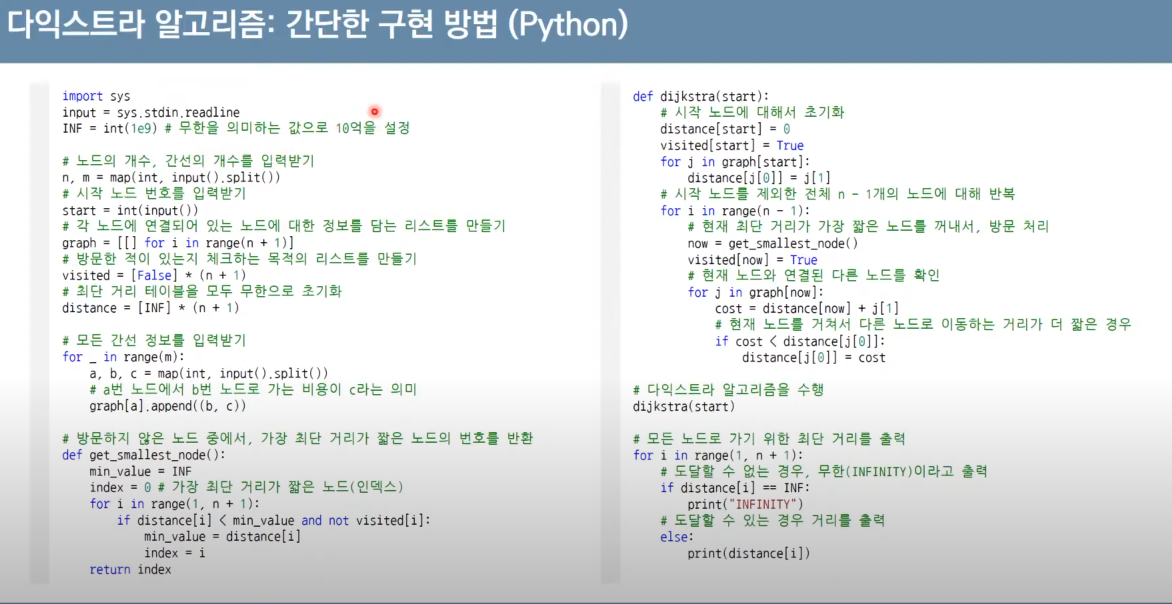 다익스트라 알고리즘: 간단한 구현 방법 (Python)
import sys
input = sys.stdin.readline
INF = int(1e9) # 무한을 의미하는 값으로 10억을 설정
# 노드의 개수, 간선의 개수를 입력받기
n, m = map(int, input().split())
# 시작 노드 번호를 입력받기
start = int(input())
# 각 노드에 연결되어 있는 노드에 대한 정보를 담는 리스트를 만들기
graph = [[] for i in range(n + 1)]
# 방문한 적이 있는지 체크하는 목적의 리스트를 만들기
visited = [False] * (n + 1)
# 최단 거리 테이블을 모두 무한으로 초기화
distance = [INF] * (n + 1)
# 모든 간선 정보를 입력받기
for _ in range(m):
    a, b, c = map(int, input().split())
    # a번 노드에서 b번 노드로 가는 비용이 c라는 의미
    graph[a].append((b, c))
# 방문하지 않은 노드 중에서, 가장 최단 거리가 짧은 노드의 번호를 반환
def get_smallest_node():
    min_value = INF
    index = 0 # 가장 최단 거리가 짧은 노드(인덱스)
    for i in range(1, n + 1):
        if distance[i] < min_value and not visited[i]:
            min_value = distance[i]
            index = i
    return index
def dijkstra(start):
    # 시작 노드에 대해서 초기화
    distance[start] = 0
    visited[start] = True
    for j in graph[start]:
        distance[j[0]] = j[1]
    # 시작 노드를 제외한 전체 n - 1개의 노드에 대해 반복
    for i in range(n - 1):
        # 현재 최단 거리가 가장 짧은 노드를 꺼내서, 방문 처리
        now = get_smallest_node()
        visited[now] = True
        # 현재 노드와 연결된 다른 노드를 확인
        for j in graph[now]:
            cost = distance[now] + j[1]
            # 현재 노드를 거쳐서 다른 노드로 이동하는 거리가 더 짧은 경우
            if cost < distance[j[0]]:
                distance[j[0]] = cost
# 다익스트라 알고리즘을 수행
dijkstra(start)
# 모든 노드로 가기 위한 최단 거리를 출력
for i in range(1, n + 1):
    # 도달할 수 없는 경우, 무한(INFINITY)이라고 출력
    if distance[i] == INF:
        print("INFINITY")
    # 도달할 수 있는 경우 거리를 출력
    else:
        print(distance[i])